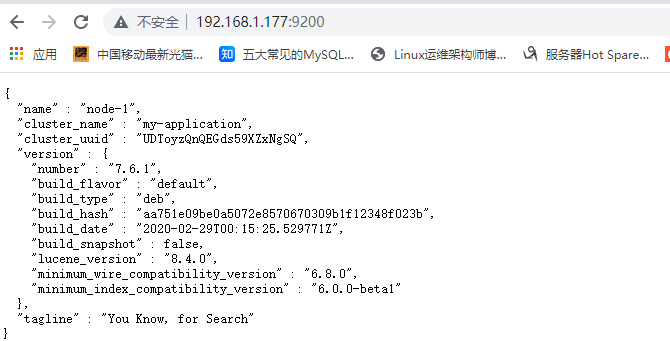 不安全 | 192.168.1.177:9200
应用 中国移动最新光猫... 知 五大常见的MySQL... Linux运维架构师博... 服务器Hot Spare...
{
  "name" : "node-1",
  "cluster_name" : "my-application",
  "cluster_uuid" : "UDToyzQnQEGds59XZxNgSQ",
  "version" : {
    "number" : "7.6.1",
    "build_flavor" : "default",
    "build_type" : "deb",
    "build_hash" : "aa751e09be0a5072e8570670309b1f12348f023b",
    "build_date" : "2020-02-29T00:15:25.529771Z",
    "build_snapshot" : false,
    "lucene_version" : "8.4.0",
    "minimum_wire_compatibility_version" : "6.8.0",
    "minimum_index_compatibility_version" : "6.0.0-beta1"
  },
  "tagline" : "You Know, for Search"
}